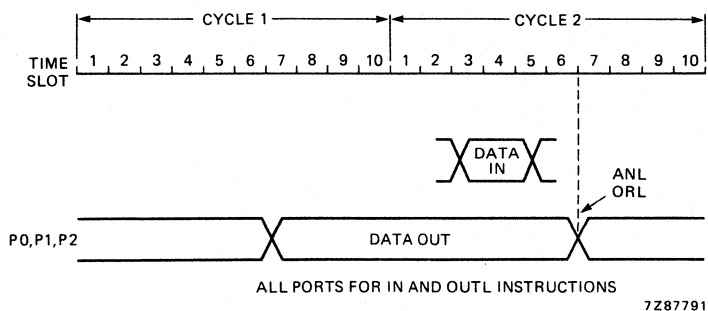 CYCLE 1 CYCLE 2
TIME SLOT 1 2 3 4 5 6 7 8 9 10 1 2 3 4 5 6 7 8 9 10
DATA IN
ANL
ORL
P0,P1,P2 DATA OUT
ALL PORTS FOR IN AND OUTL INSTRUCTIONS
7Z87791